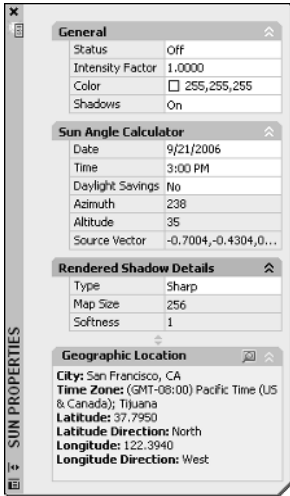 General
Status Off
Intensity Factor 1.0000
Color 255,255,255
Shadows On
Sun Angle Calculator
Date 9/21/2006
Time 3:00 PM
Daylight Savings No
Azimuth 238
Altitude 35
Source Vector -0.7004,-0.4304,0...
Rendered Shadow Details
Type Sharp
Map Size 256
Softness 1
Geographic Location
City: San Francisco, CA
Time Zone: (GMT-08:00) Pacific Time (US
& Canada); Tijuana
Latitude: 37.7950
Latitude Direction: North
Longitude: 122.3940
Longitude Direction: West
SUN PROPERTIES